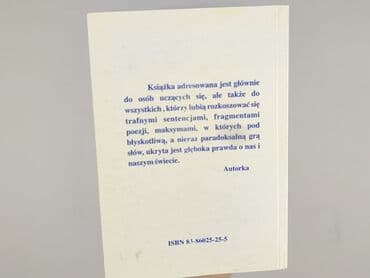 Książka adresowana jest głównie
do osób uczących się, ale także do
wszystkich, którzy lubią rozkoszować się
trafnymi sentencjami, fragmentami
poezji, maksymami, w których pod
błyskotliwą, a nieraz paradoksalną grą
słów, ukryta jest głęboka prawda o nas i
naszym świecie.
Autorka
ISBN 83-86025-25-5